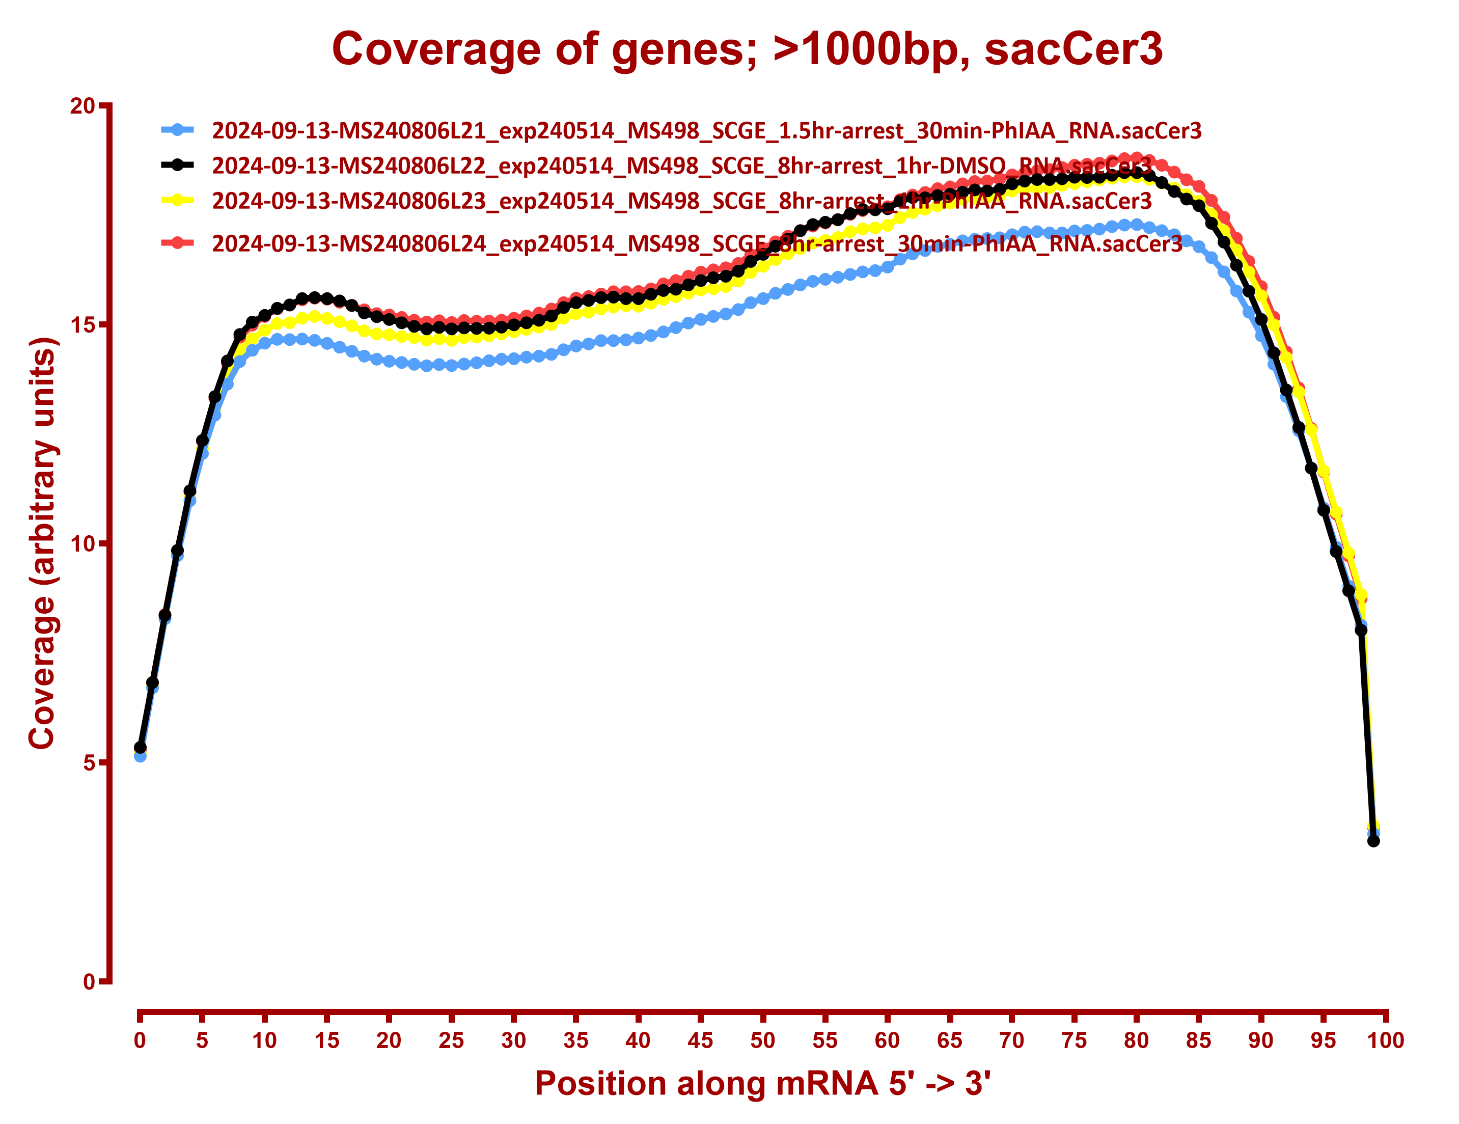 Coverage of genes; >1000bp, sacCer3
20
2024-09-13-MS240806L21_exp240514_MS498_SCGE_1.5hr-arrest_30min-PhIAA_RNA.sacCer3
2024-09-13-MS240806L22_exp240514_MS498_SCGE_8hr-arrest_1hr-DMSO_RNA.sacCer3
2024-09-13-MS240806L23_exp240514_MS498_SCGE_8hr-arrest_1hr-PhIAA_RNA.sacCer3
2024-09-13-MS240806L24_exp240514_MS498_SCGE_8hr-arrest_30min-PhIAA_RNA.sacCer3
15
10
5
0
Coverage (arbitrary units)
0 5 10 15 20 25 30 35 40 45 50 55 60 65 70 75 80 85 90 95 100
Position along mRNA 5' -> 3'